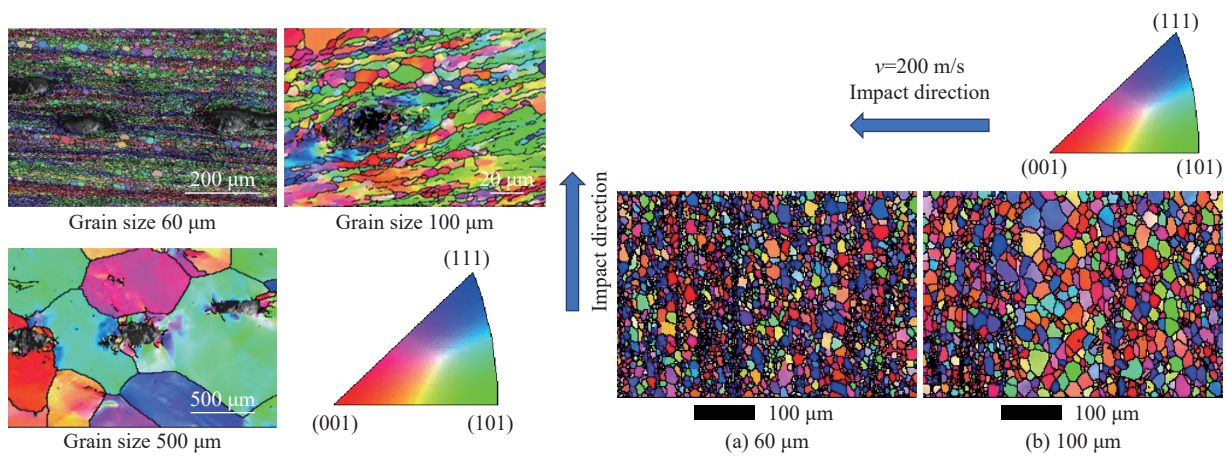 200 μm
20 μm
Grain size 60 μm
Grain size 100 μm
500 μm
Grain size 500 μm
(111)
(001)
(101)
Impact direction
v=200 m/s
Impact direction
(111)
(001)
(101)
100 μm
100 μm
(a) 60 μm
(b) 100 μm